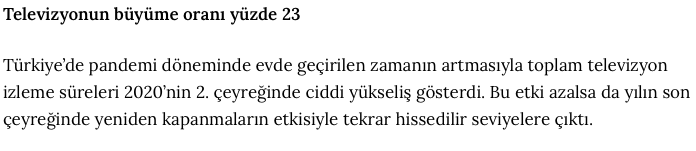 Televizyonun büyüme oranı yüzde 23
Türkiye’de pandemi döneminde evde geçirilen zamanın artmasıyla toplam televizyon
izleme süreleri 2020’nin 2. çeyreğinde ciddi yükseliş gösterdi. Bu etki azalsa da yılın son
çeyreğinde yeniden kapanmaların etkisiyle tekrar hissedilir seviyelere çıktı.